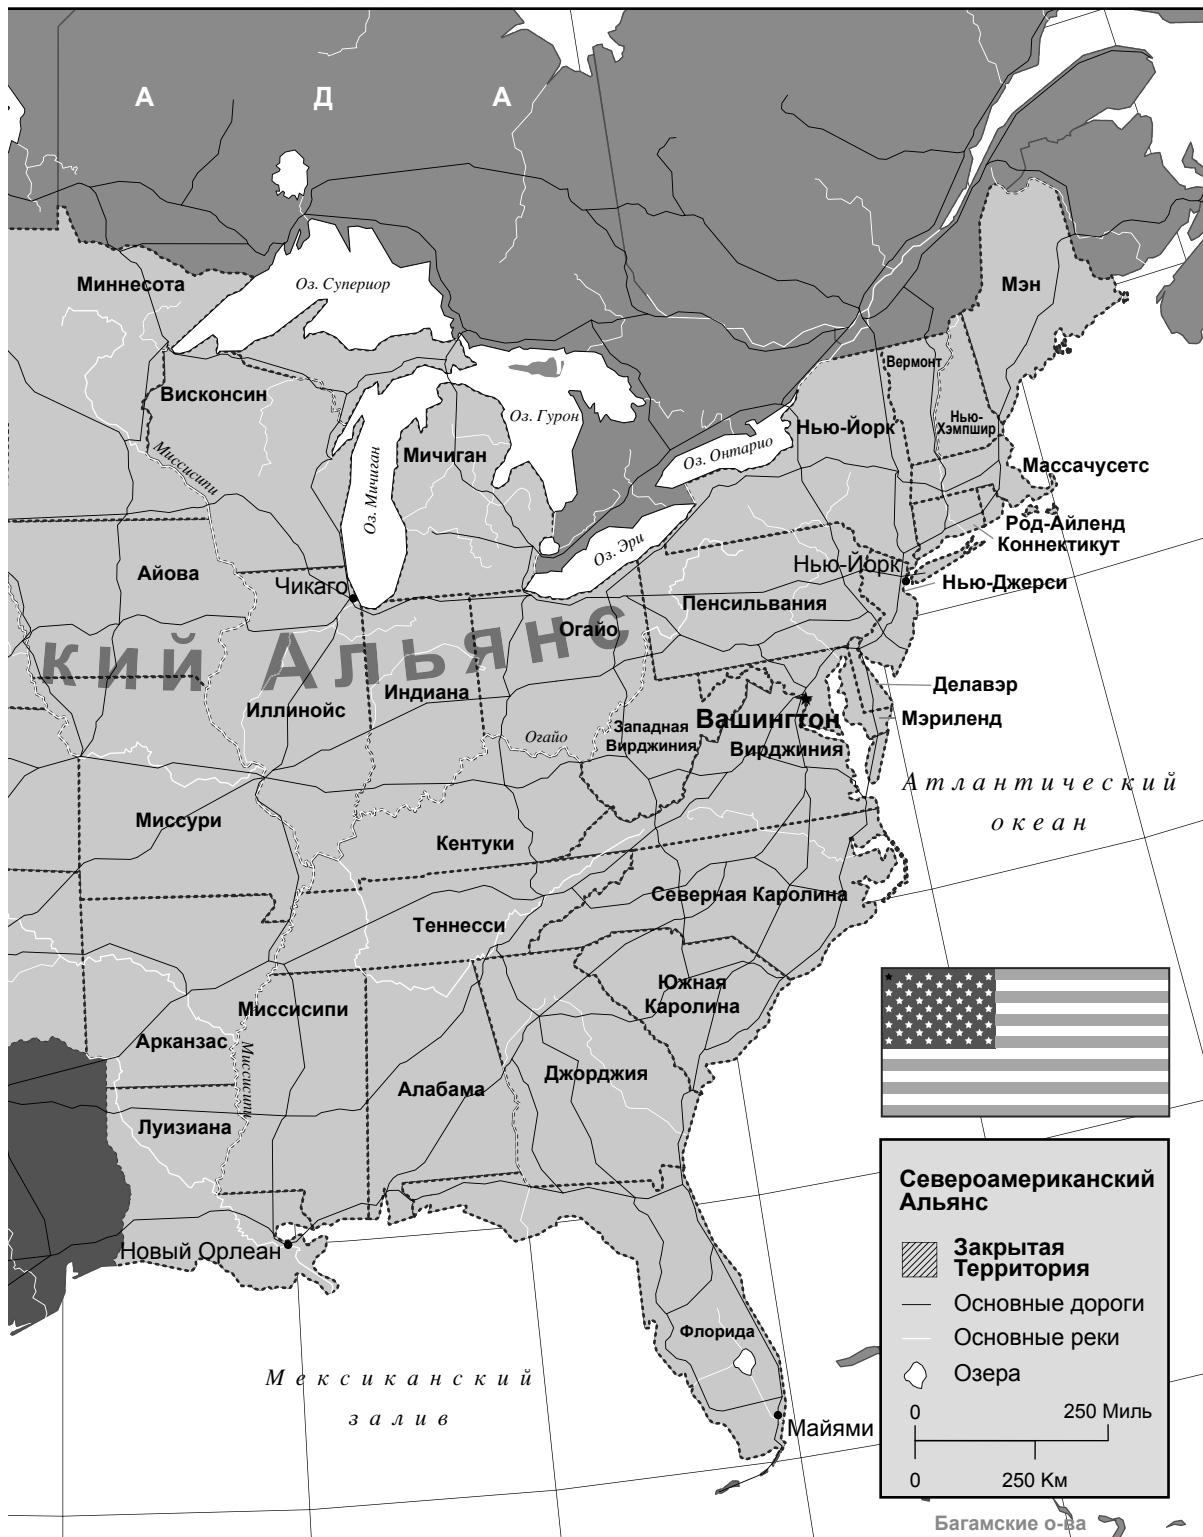 А Д А
Миннесота
Оз. Супериор
Мэн
Висконсин
Вермонт
Нью-
Хэмпшир
Оз. Гурон
Нью-Йорк
Миссисипи
Мичиган
Оз. Мичиган
Оз. Онтарио
Массачусетс
Род-Айленд
Коннектикут
Оз. Эри
Айова
Чикаго
Нью-Йорк
Нью-Джерси
Пенсильвания
Огайо
кий Альянс
Индиана
Иллинойс
Делавэр
Мэриленд
Западная
Вирджиния
Вашингтон
Вирджиния
Огайо
Атлантический
океан
Миссури
Кентуки
Северная Каролина
Теннесси
Южная
Каролина
Миссисипи
Арканзас
Миссисипи
Джорджия
Алабама
Луизиана
Новый Орлеан
Флорида
Мексиканский
залив
Майями
Североамериканский
Альянс
Закрытая
Территория
Основные дороги
Основные реки
Озера
0 250 Миль
0 250 Км
Багамские о-ва